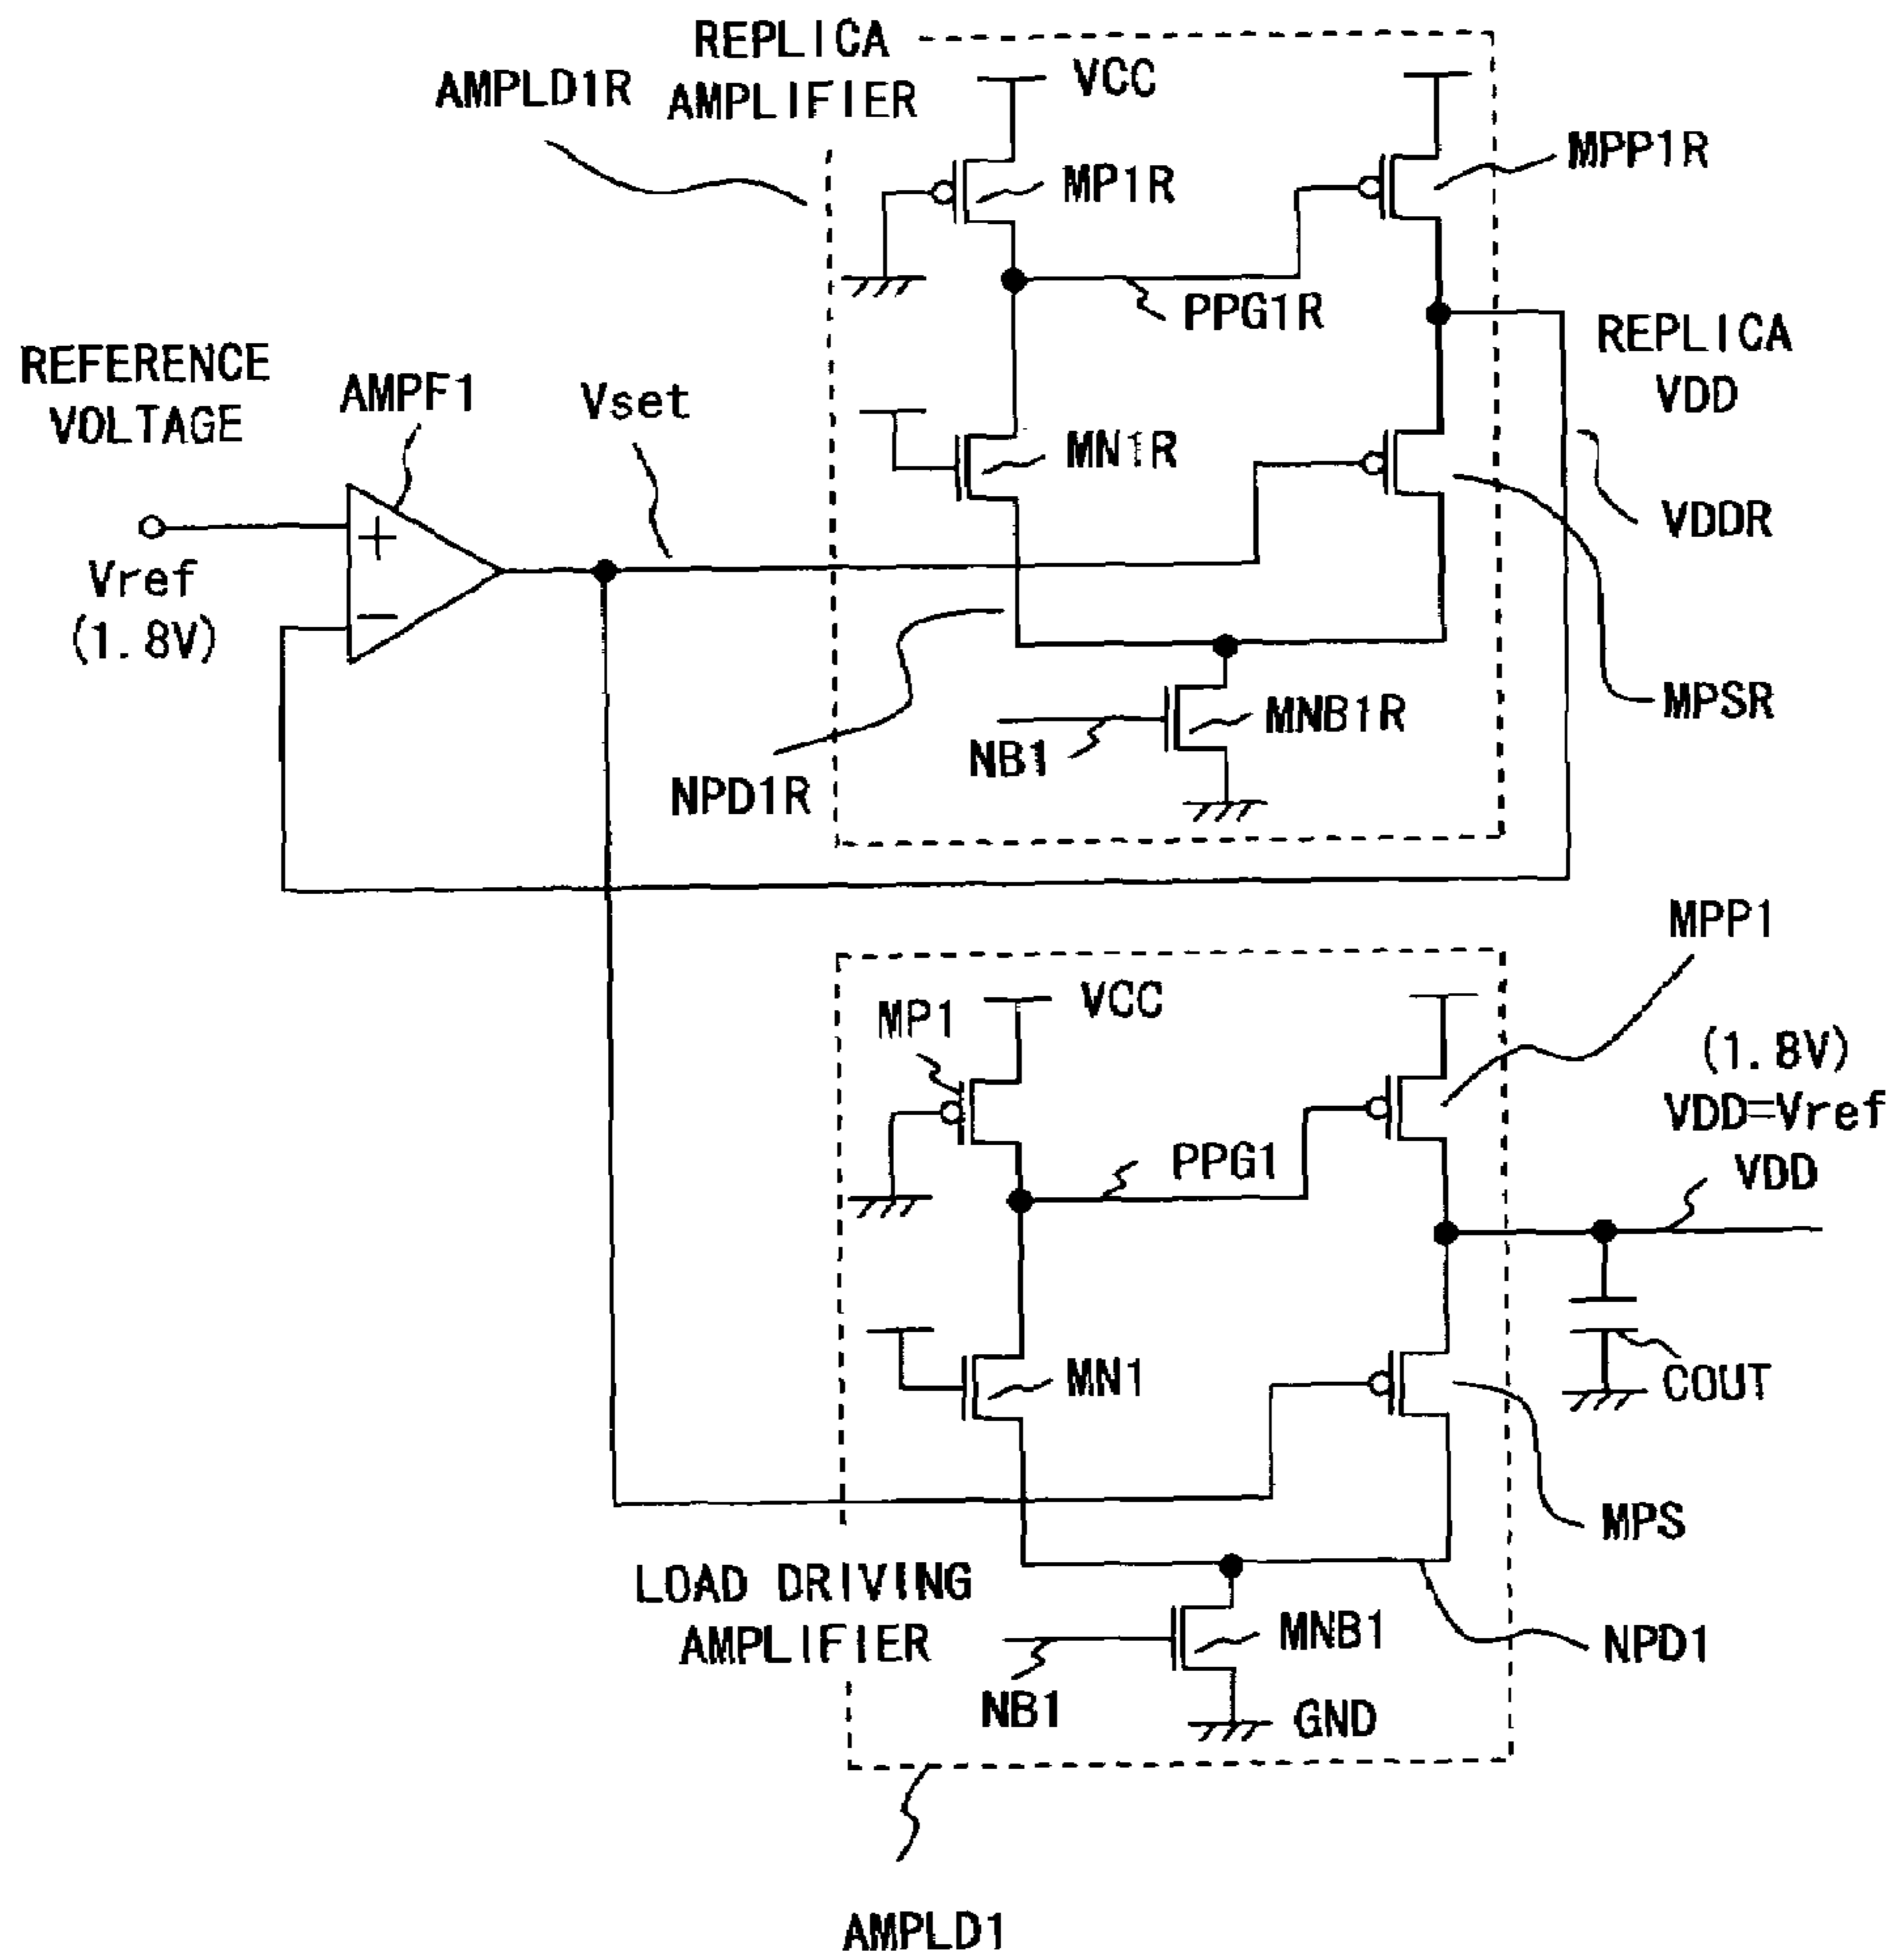 REPLICA
AMPLIFIER
AMPLD1R
VCC
MP1R
MPP1R
PPG1R
REPLICA
VDD
REFERENCE
VOLTAGE
AMPF1
Vset
MN1R
VDDR
+
−
Vref
(1.8V)
MPSR
MNB1R
NB1
NPD1R
MPP1
VCC
MP1
(1.8V)
VDD=Vref
VDD
PPG1
MN1
COUT
MPS
LOAD DRIVING
AMPLIFIER
MNB1
NPD1
NB1
GND
AMPLD1